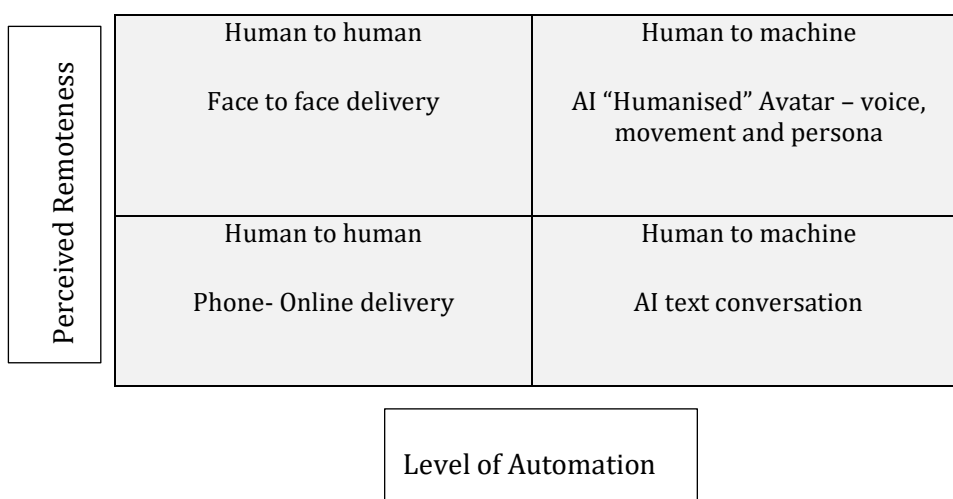 Perceived Remoteness
Human to human
Face to face delivery
Human to machine
AI “Humanised” Avatar – voice,
movement and persona
Human to human
Phone- Online delivery
Human to machine
AI text conversation
Level of Automation